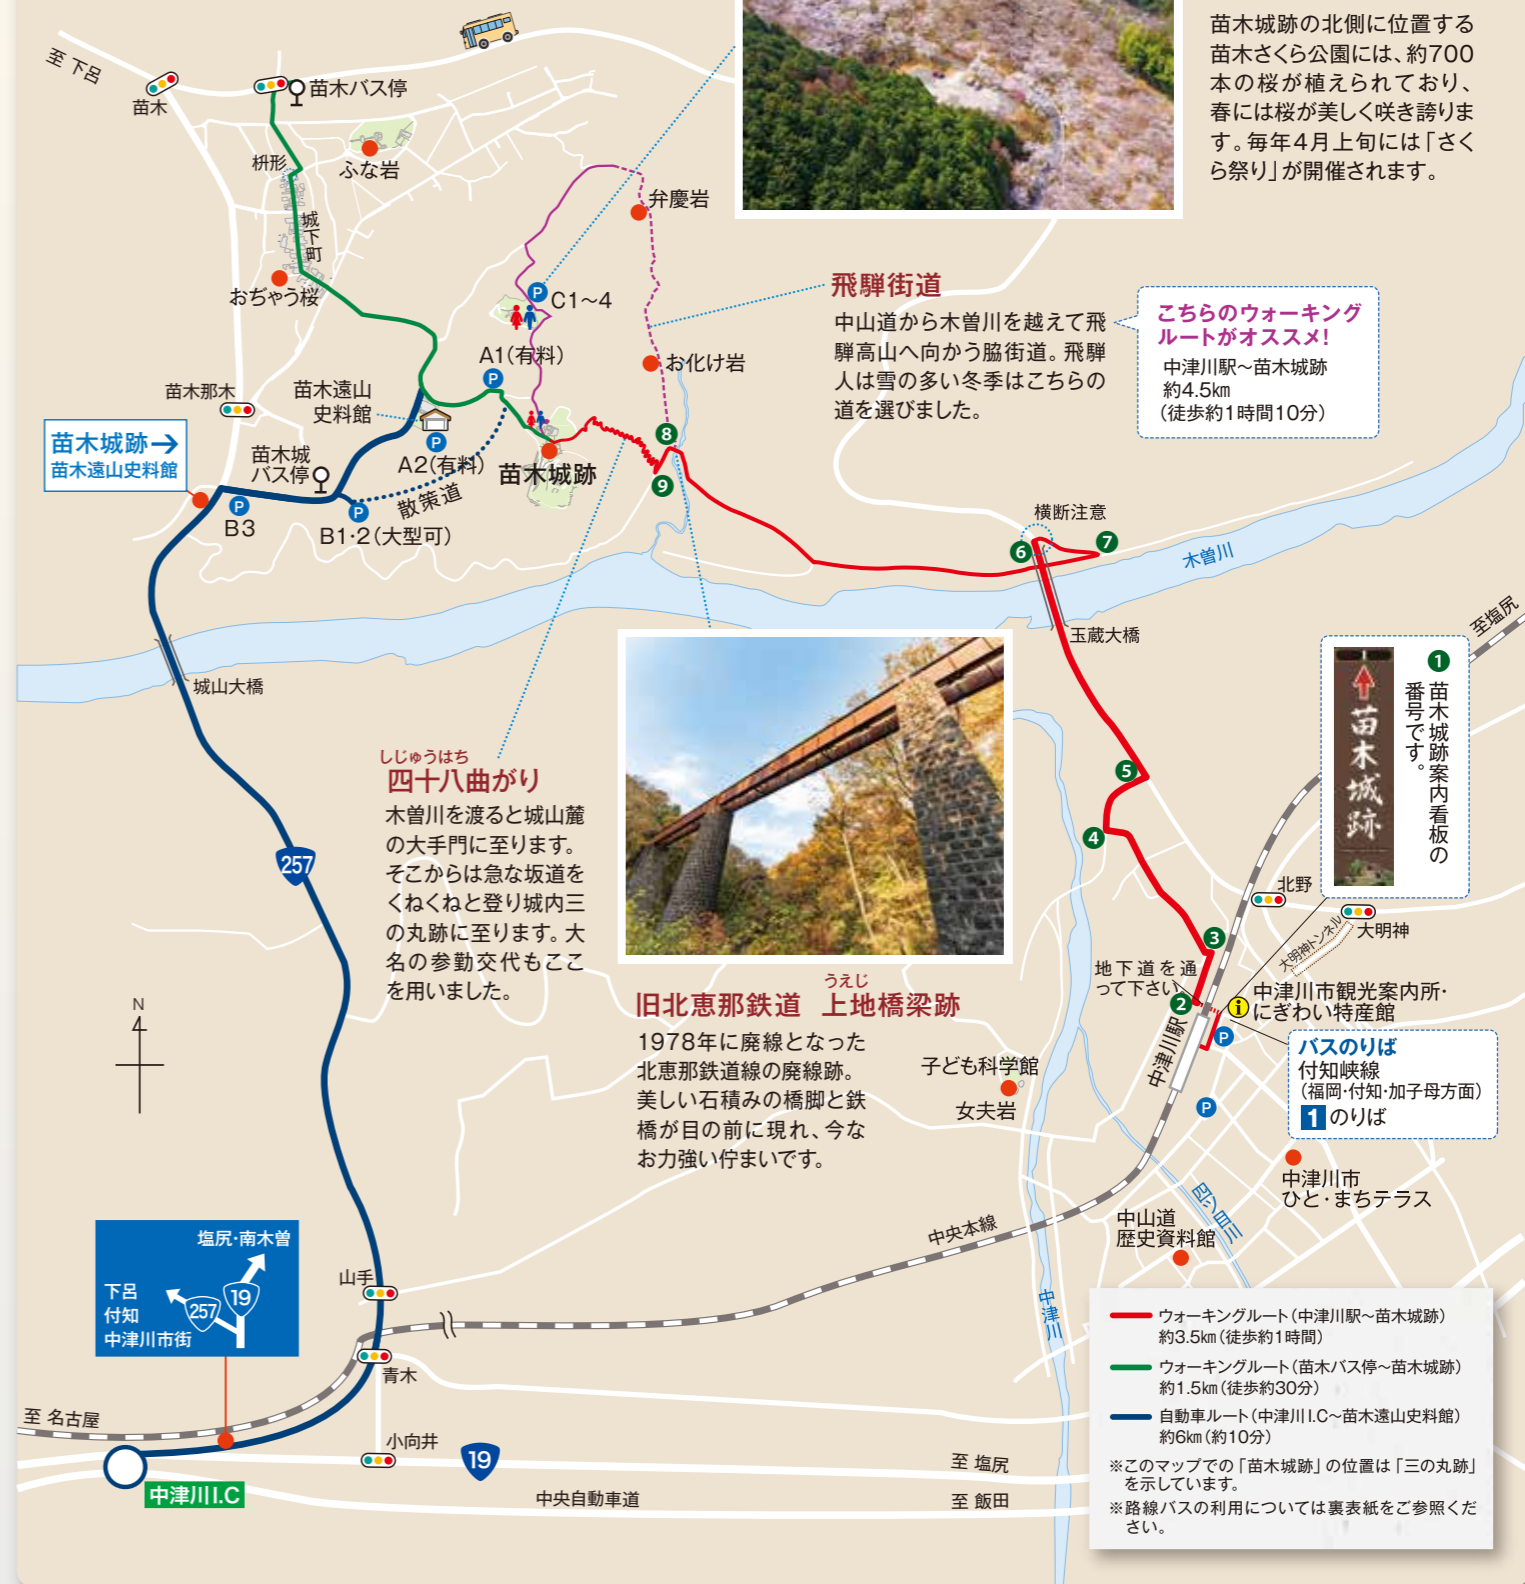 苗木城跡の北側に位置する
苗木さくら公園には、約700
本の桜が植えられており、
春には桜が美しく咲き誇りま
す。毎年4月上旬には「さく
ら祭り」が開催されます。
至 下呂
苗木
苗木バス停
枡形
ふな岩
城下町
おぢゃう桜
弁慶岩
P
C1〜4
飛騨街道
中山道から木曽川を越えて飛
騨高山へ向かう脇街道。飛騨
人は雪の多い冬季はこちらの
道を選びました。
こちらのウォーキング
ルートがオススメ!
中津川駅〜苗木城跡
約4.5km
(徒歩約1時間10分)
A1(有料)
P
お化け岩
苗木那木
苗木遠山
史料館
苗木城跡→
苗木遠山史料館
苗木城
バス停
P
A2(有料)
苗木城跡
散策道
P
B3
P
B1・2(大型可)
8
9
横断注意
6
7
木曽川
玉蔵大橋
至塩尻
城山大橋
1
苗木城跡案内看板の
番号です。
苗木城跡
しじゅうはち
四十八曲がり
木曽川を渡ると城山麓
の大手門に至ります。
そこからは急な坂道を
くねくねと登り城内三
の丸跡に至ります。大
名の参勤交代もここ
を用いました。
257
5
4
3
北野
大明神
大明神トンネル
地下道を通
って下さい
2
中津川駅
i
中津川市観光案内所・
にぎわい特産館
P
P
バスのりば
付知峡線
(福岡・付知・加子母方面)
1 のりば
うえじ
旧北恵那鉄道 上地橋梁跡
1978年に廃線となった
北恵那鉄道線の廃線跡。
美しい石積みの橋脚と鉄
橋が目の前に現れ、今な
お力強い佇まいです。
N
子ども科学館
女夫岩
中津川市
ひと・まちテラス
四ツ目川
中山道
歴史資料館
中央本線
中津川
塩尻・南木曽
下呂
付知
中津川市街
257
19
山手
青木
至 名古屋
小向井
19
至 塩尻
中津川I.C
中央自動車道
至 飯田
ウォーキングルート(中津川駅〜苗木城跡)
約3.5km(徒歩約1時間)
ウォーキングルート(苗木バス停〜苗木城跡)
約1.5km(徒歩約30分)
自動車ルート(中津川I.C〜苗木遠山史料館)
約6km(約10分)
※このマップでの「苗木城跡」の位置は「三の丸跡」
を示しています。
※路線バスの利用については裏表紙をご参照くだ
さい。